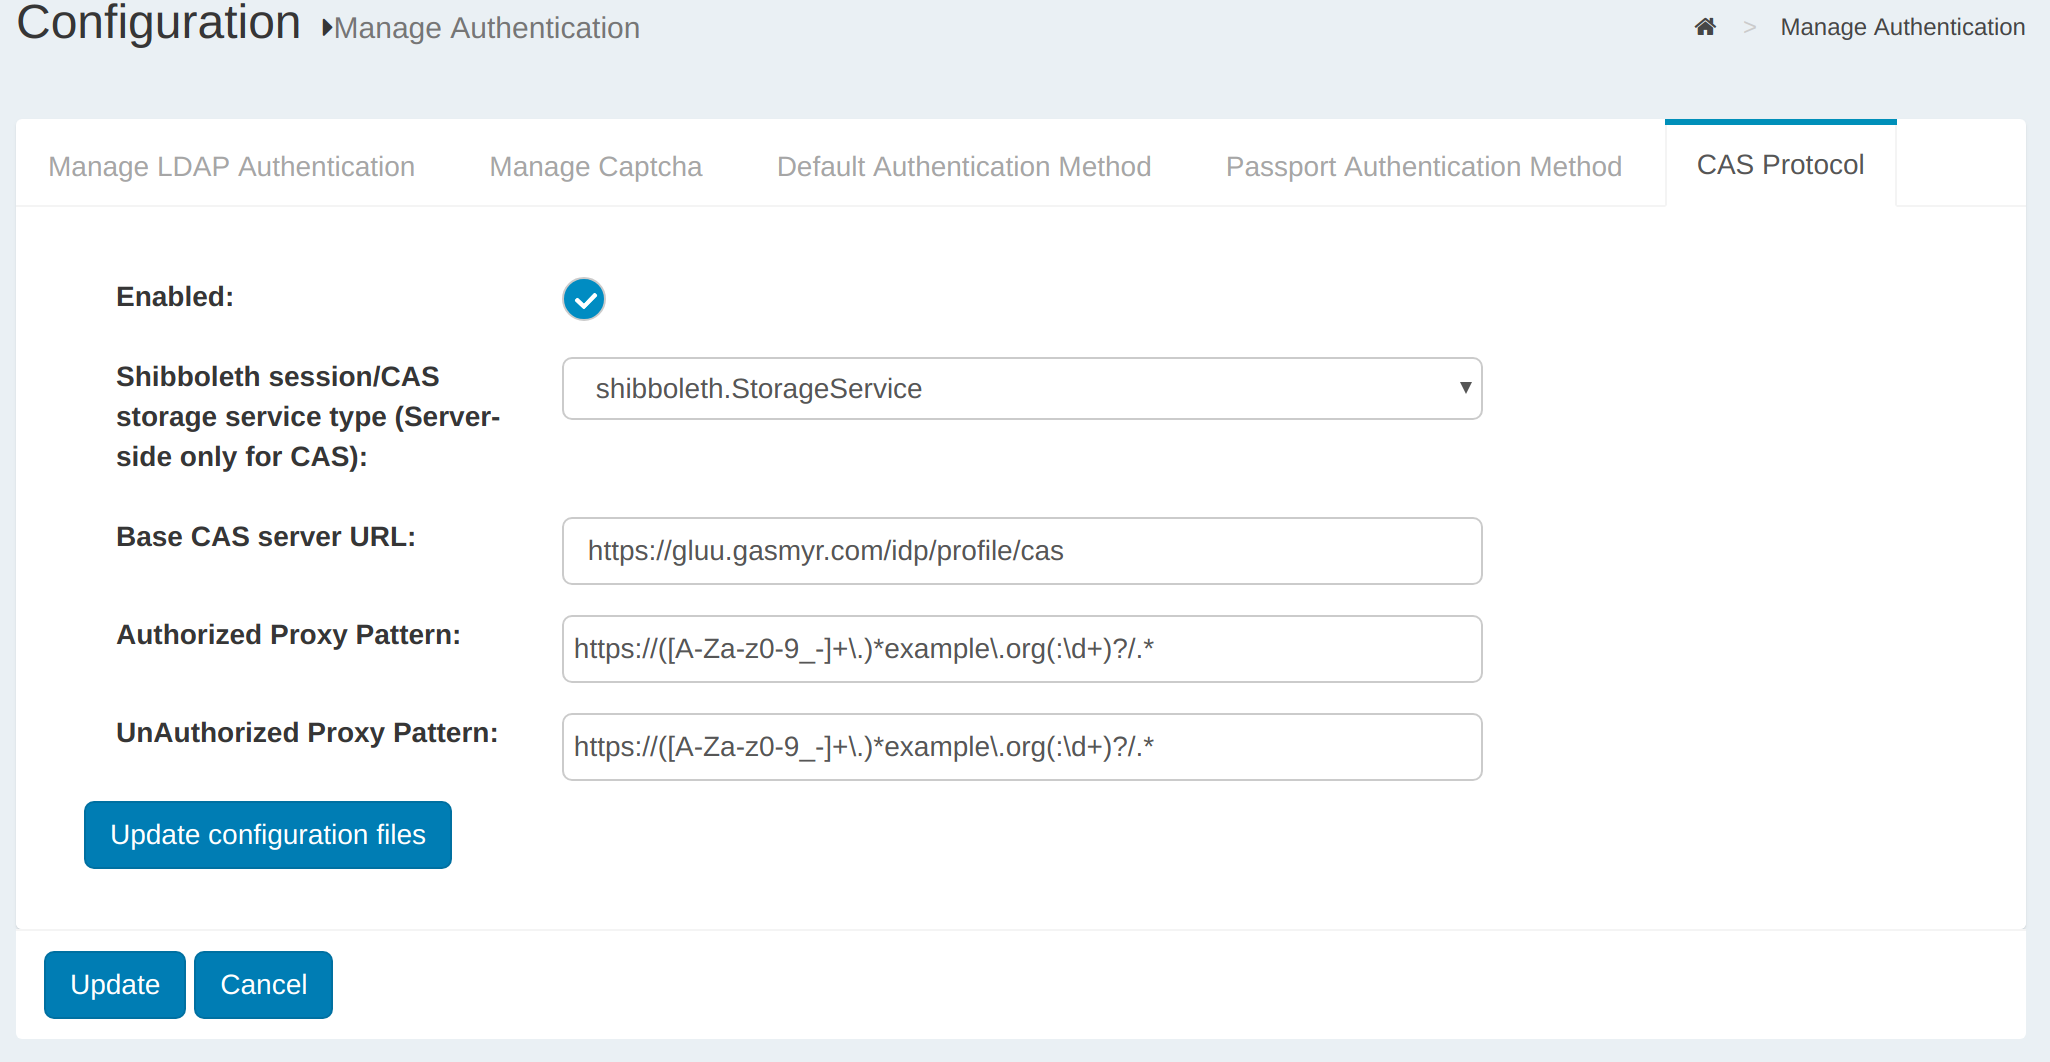 Configuration Manage Authentication
> Manage Authentication
Manage LDAP Authentication Manage Captcha Default Authentication Method Passport Authentication Method CAS Protocol
Enabled:
Shibboleth session/CAS
storage service type (Server-
side only for CAS):
shibboleth.StorageService
Base CAS server URL:
https://gluu.gasmyr.com/idp/profile/cas
Authorized Proxy Pattern:
https://([A-Za-z0-9_-]+\.)*example\.org(:\d+)?/.*
UnAuthorized Proxy Pattern:
https://([A-Za-z0-9_-]+\.)*example\.org(:\d+)?/.*
Update configuration files
Update Cancel